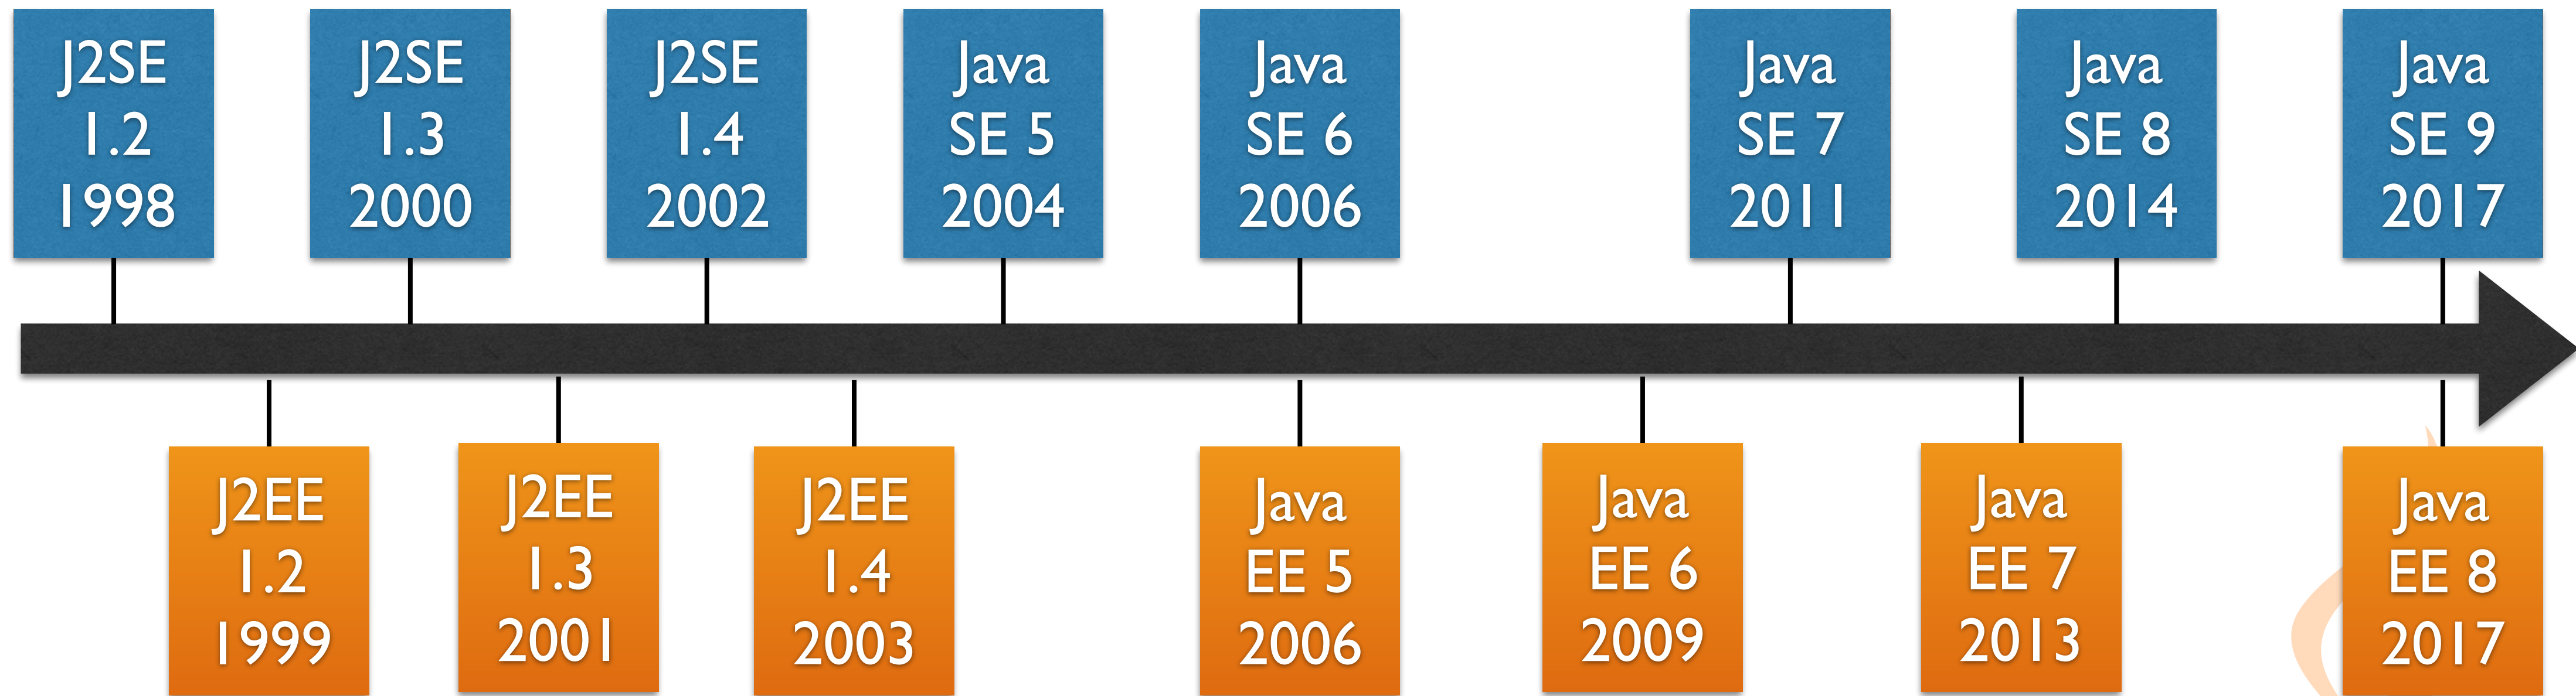 J2SE
1.2
1998
J2SE
1.3
2000
J2SE
1.4
2002
Java
SE 5
2004
Java
SE 6
2006
Java
SE 7
2011
Java
SE 8
2014
Java
SE 9
2017
J2EE
1.2
1999
J2EE
1.3
2001
J2EE
1.4
2003
Java
EE 5
2006
Java
EE 6
2009
Java
EE 7
2013
Java
EE 8
2017